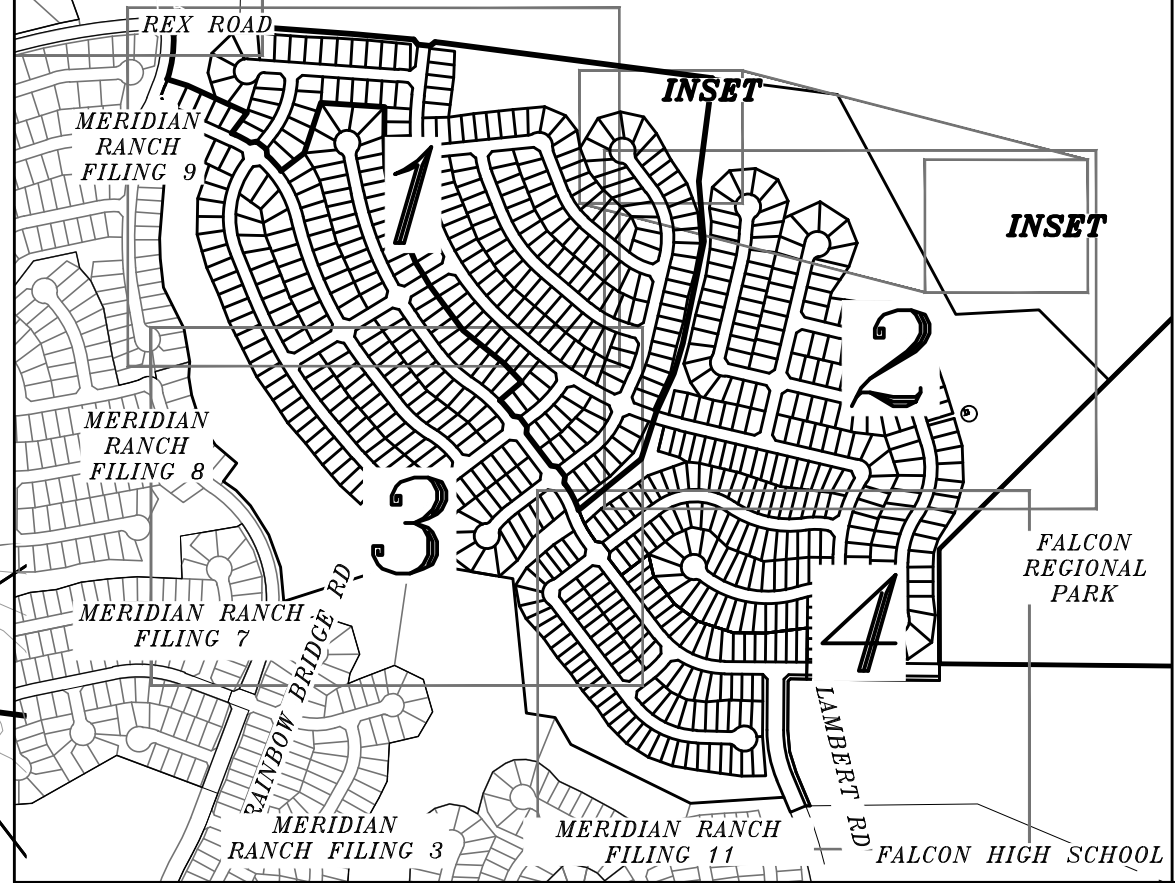 REX ROAD
INSET
MERIDIAN
RANCH
FILING 9
1
INSET
2
MERIDIAN
RANCH
FILING 8
3
FALCON
REGIONAL
PARK
MERIDIAN RANCH
FILING 7
RAINBOW BRIDGE RD
4
LAMBERT RD
MERIDIAN
RANCH FILING 3
MERIDIAN RANCH
FILING 11
FALCON HIGH SCHOOL